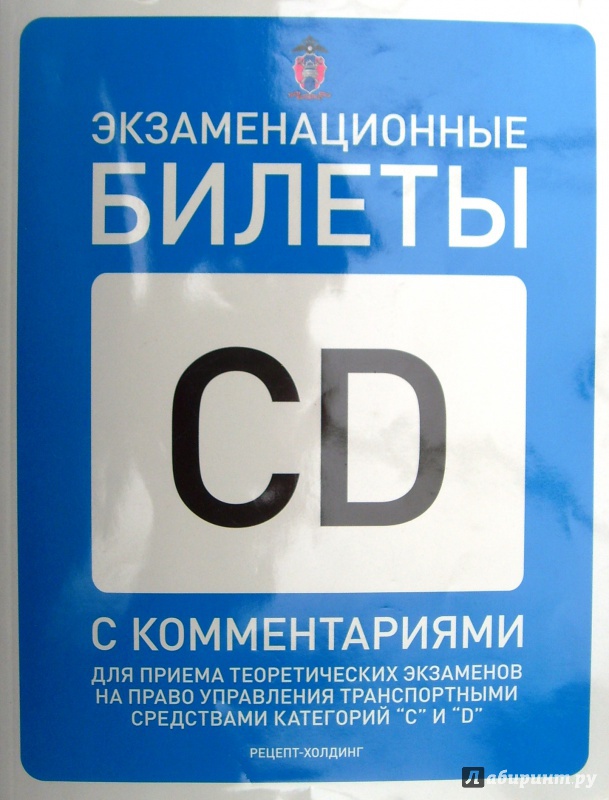 ЭКЗАМЕНАЦИОННЫЕ
БИЛЕТЫ
CD
С КОММЕНТАРИЯМИ
ДЛЯ ПРИЕМА ТЕОРЕТИЧЕСКИХ ЭКЗАМЕНОВ
НА ПРАВО УПРАВЛЕНИЯ ТРАНСПОРТНЫМИ
СРЕДСТВАМИ КАТЕГОРИЙ “C” И “D”
РЕЦЕПТ-ХОЛДИНГ
Лабиринт.ру